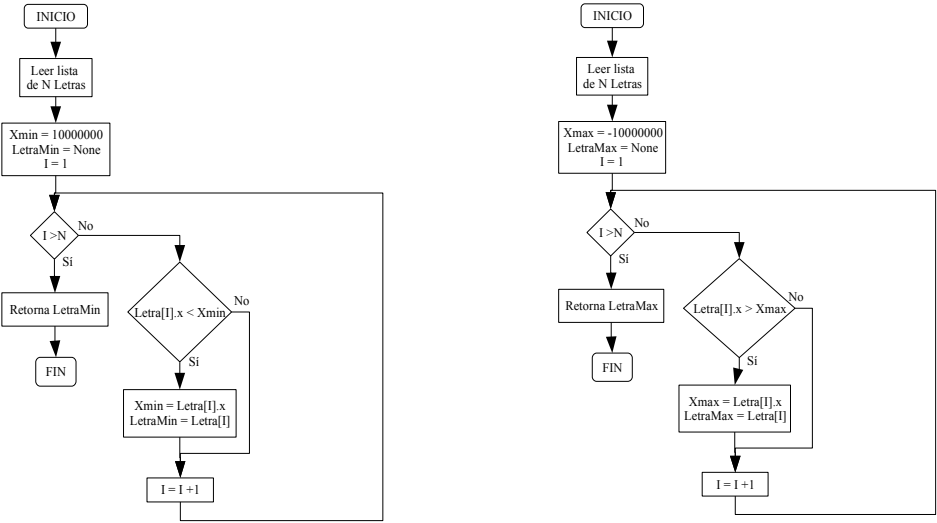 INICIO
Leer lista
de N Letras
Xmin = 10000000
LetraMin = None
I = 1
I >N
No
Sí
Retorna LetraMin
FIN
Letra[I].x < Xmin
No
Sí
Xmin = Letra[I].x
LetraMin = Letra[I]
I = I +1
INICIO
Leer lista
de N Letras
Xmax = -10000000
LetraMax = None
I = 1
I >N
No
Sí
Retorna LetraMax
FIN
Letra[I].x > Xmax
No
Sí
Xmax = Letra[I].x
LetraMax = Letra[I]
I = I +1